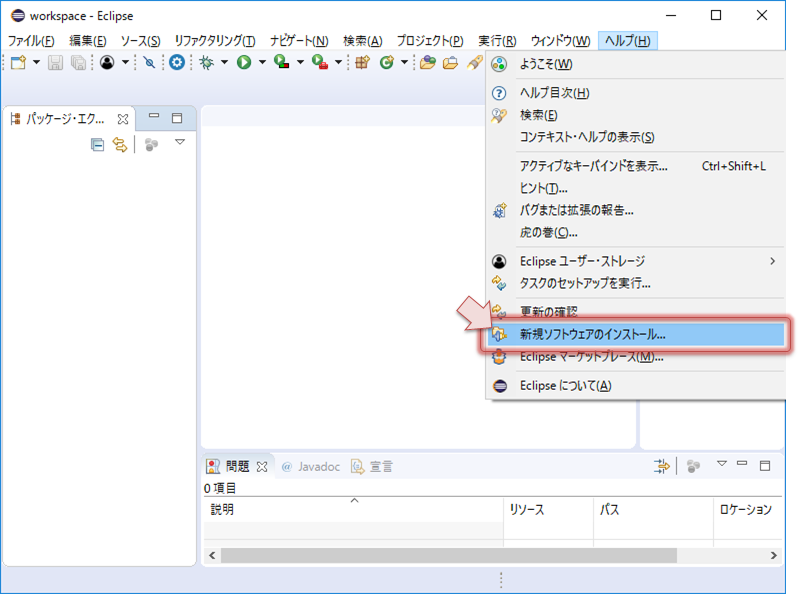 workspace - Eclipse
ファイル(F) 編集(E) ソース(S) リファクタリング(T) ナビゲート(N) 検索(A) プロジェクト(P) 実行(R) ウィンドウ(W) ヘルプ(H)
ようこそ(W)
ヘルプ目次(H)
検索(E)
コンテキスト・ヘルプの表示(S)
アクティブなキーバインドを表示... Ctrl+Shift+L
ヒント(T)...
バグまたは拡張の報告...
虎の巻(C)...
Eclipse ユーザー・ストレージ
タスクのセットアップを実行...
更新の確認
新規ソフトウェアのインストール...
Eclipse マーケットプレース(M)...
Eclipse について(A)
パッケージ・エク...
問題 @ Javadoc 宣言
0 項目
説明 リソース パス ロケーション